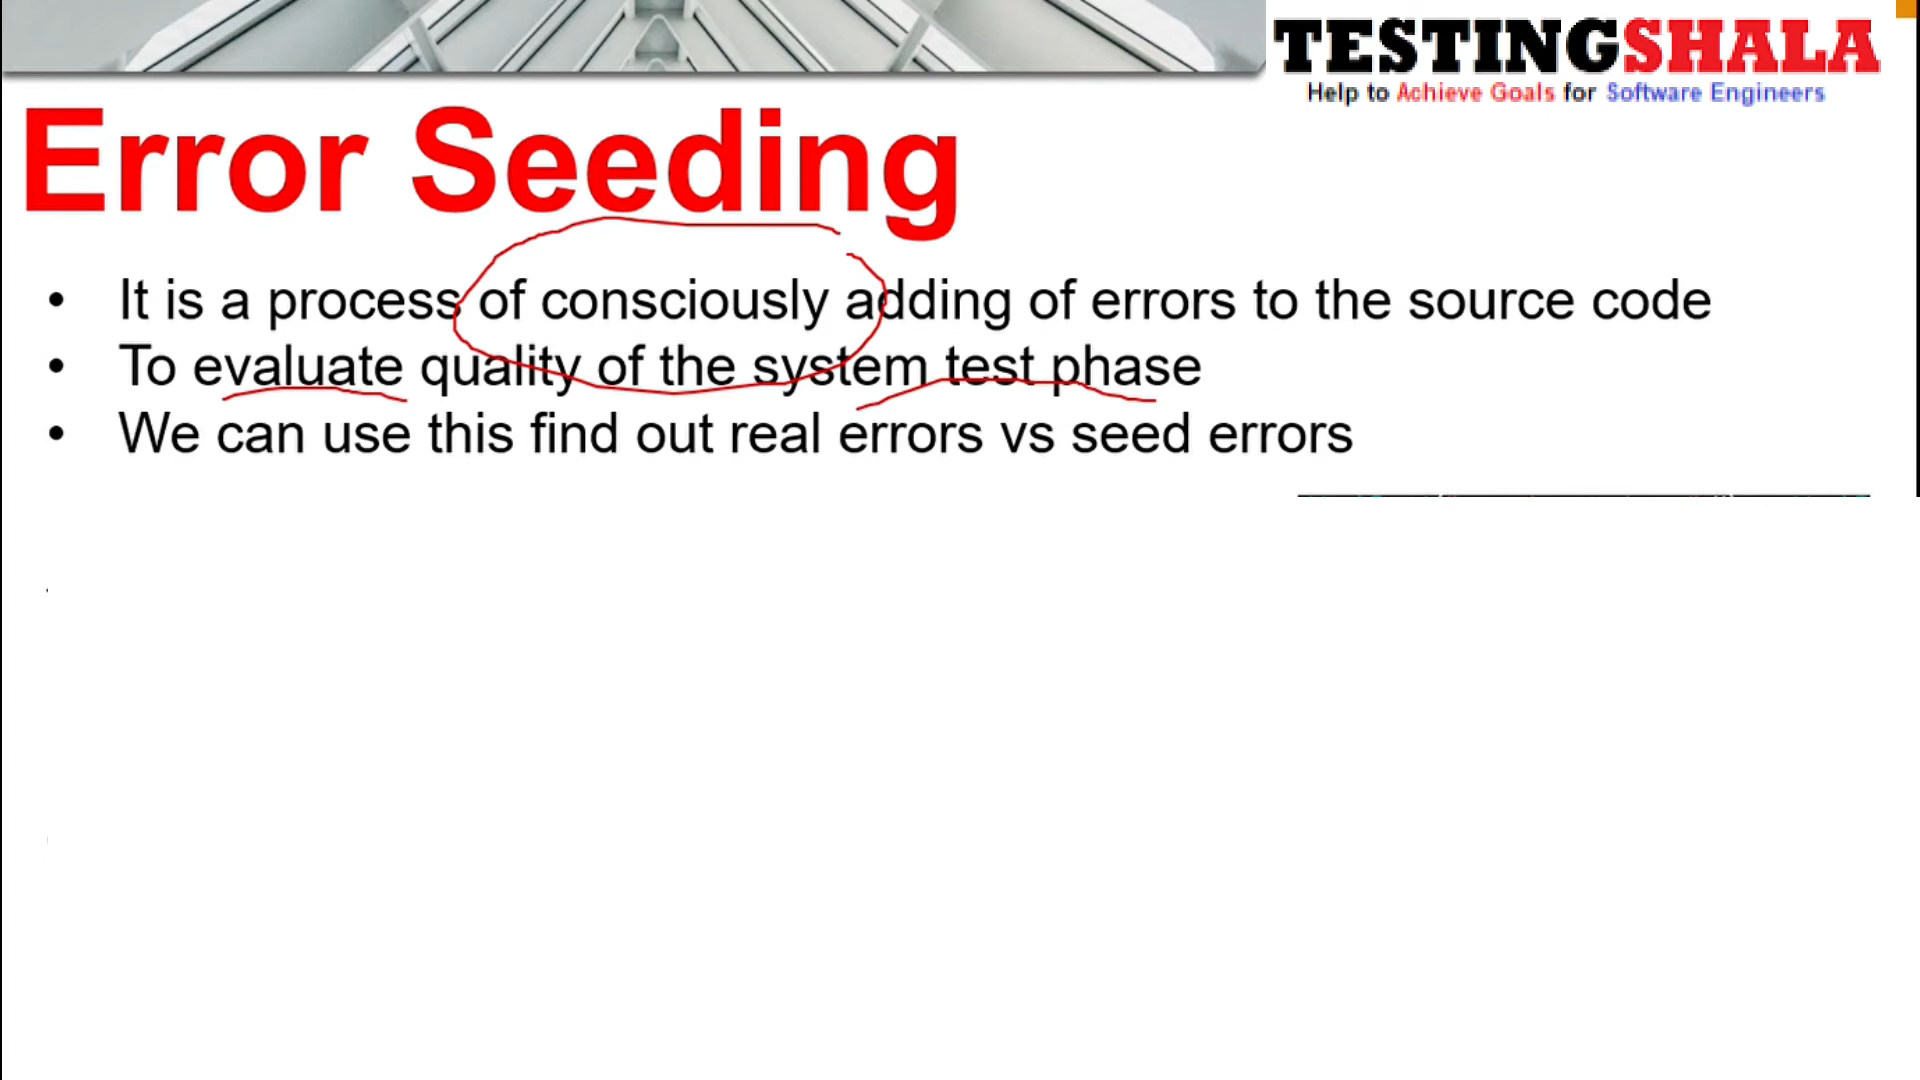 TESTINGSHALA
Help to Achieve Goals for Software Engineers
Error Seeding
• It is a process of consciously adding of errors to the source code
• To evaluate quality of the system test phase
• We can use this find out real errors vs seed errors